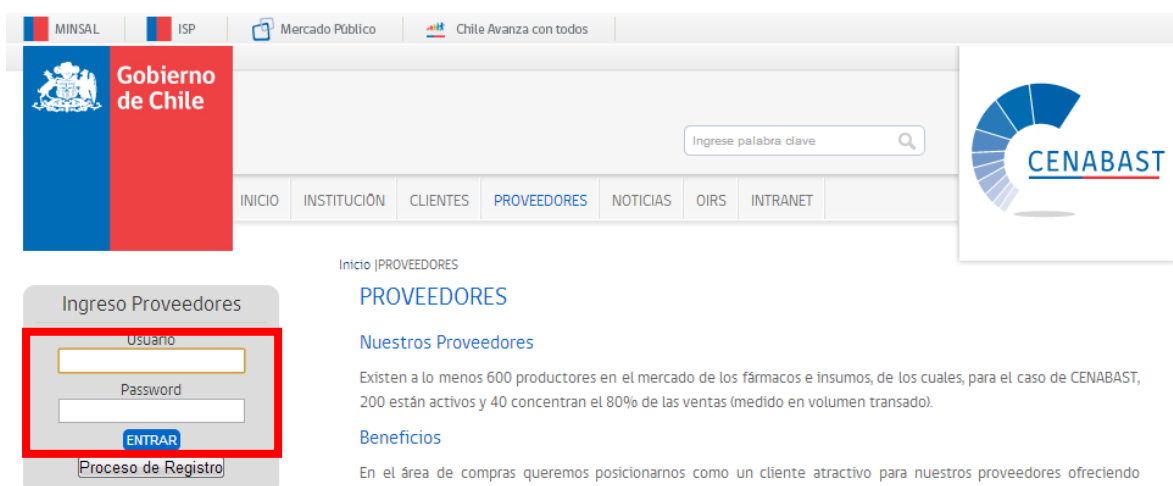 MINSAL ISP Mercado Público Chile Avanza con todos
Gobierno
de Chile
Ingrese palabra clave
CENABAST
INICIO INSTITUCIÓN CLIENTES PROVEEDORES NOTICIAS OIRS INTRANET
Inicio |PROVEEDORES
Ingreso Proveedores
Usuario
Password
ENTRAR
Proceso de Registro
PROVEEDORES
Nuestros Proveedores
Existen a lo menos 600 productores en el mercado de los fármacos e insumos, de los cuales, para el caso de CENABAST,
200 están activos y 40 concentran el 80% de las ventas (medido en volumen transado).
Beneficios
En el área de compras queremos posicionarnos como un cliente atractivo para nuestros proveedores ofreciendo